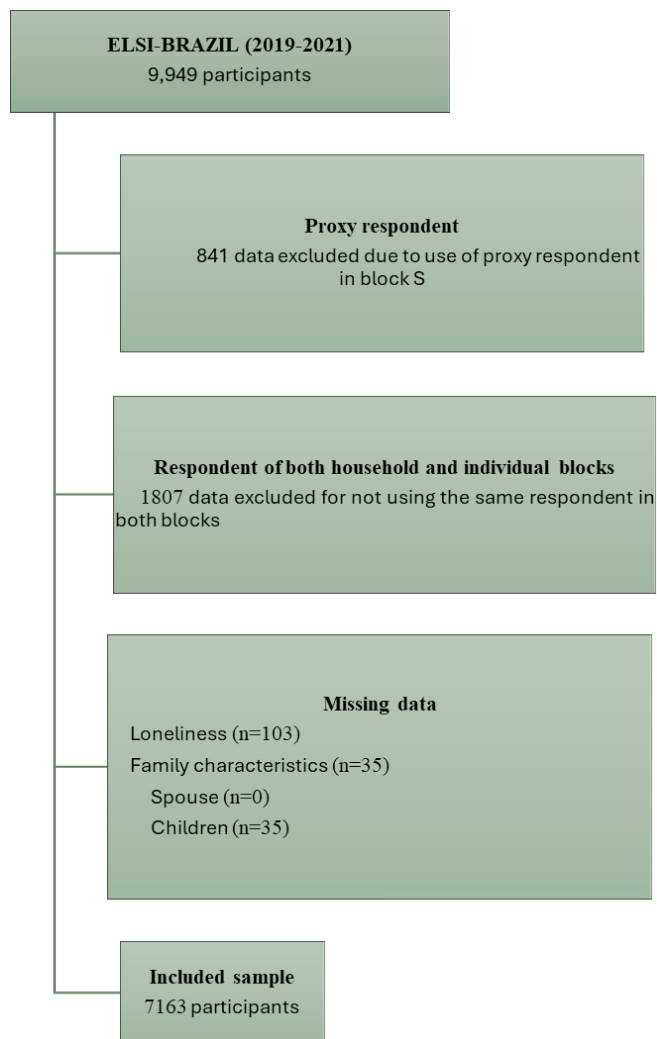 ELSI-BRAZIL (2019-2021)
9,949 participants
Proxy respondent
841 data excluded due to use of proxy respondent
in block S
Respondent of both household and individual blocks
1807 data excluded for not using the same respondent in
both blocks
Missing data
Loneliness (n=103)
Family characteristics (n=35)
Spouse (n=0)
Children (n=35)
Included sample
7163 participants